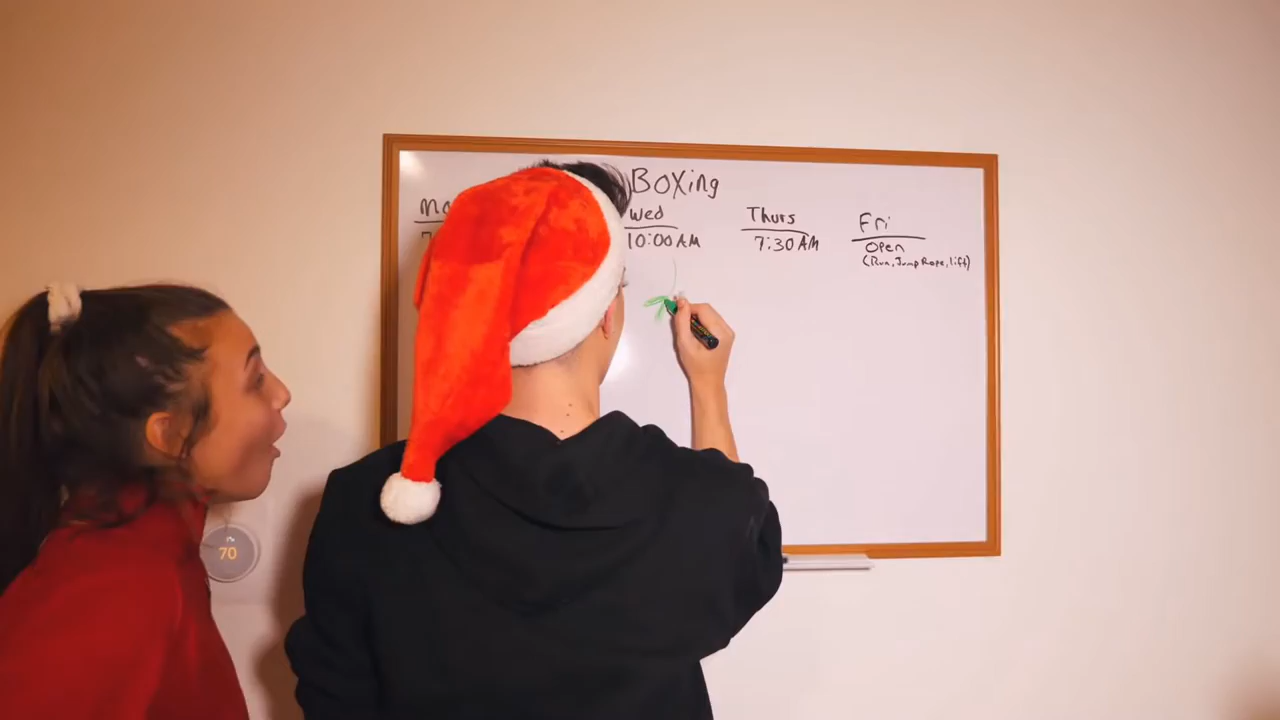 Boxing
Wed
10:00 AM
Thurs
7:30 AM
Fri
Open
(Run, Jump Rope, lift)
70